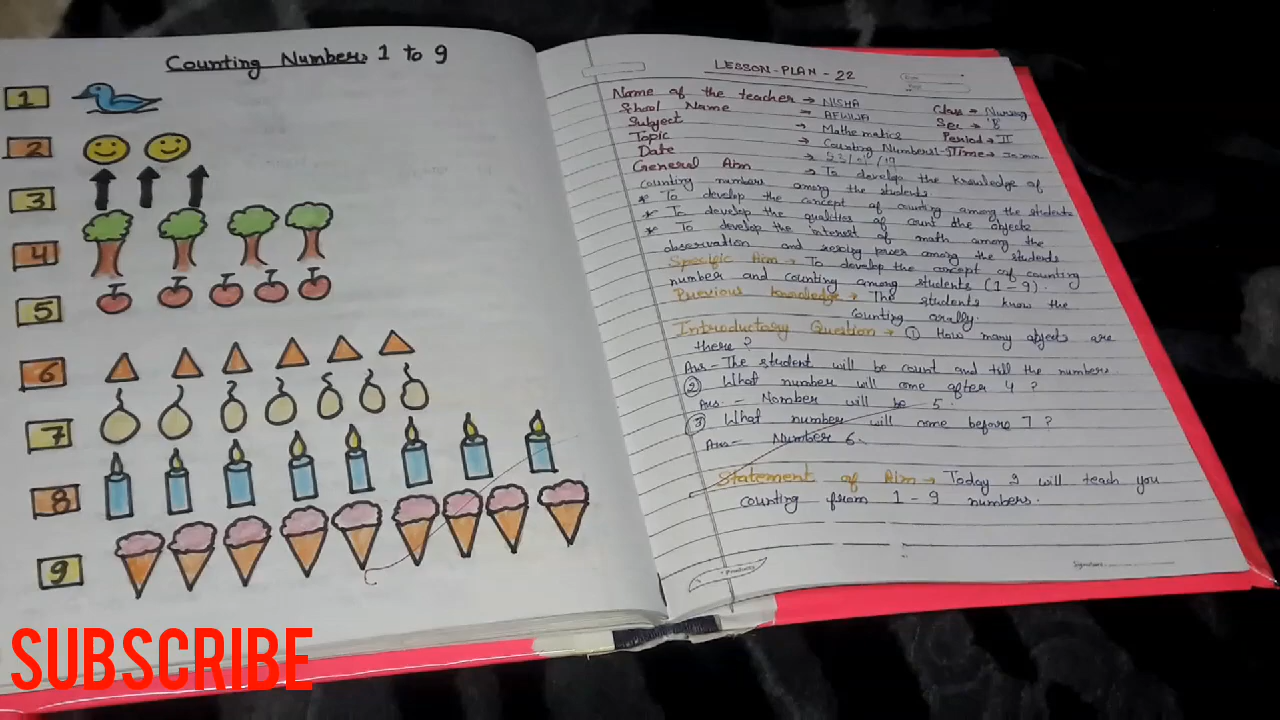 Counting Numbers 1 to 9
1
2
3
4
5
6
7
8
9
SUBSCRIBE
LESSON-PLAN-22
Name of the teacher → NISHA Class → Nursery
School Name → Sec → 'B'
Subject → Mathematics Period → II
Topic → Counting Numbers Time →
Date →
General Aim → To develop the knowledge of
counting numbers among the students
* To develop the concept of counting among the students
* To develop the qualities of count the objects
* To develop the interest of math among the
observation and among the students
Specific Aim → To develop the concept of counting
number and counting among students (1-9).
Previous knowledge → The students know the
counting orally.
Introductory Question → ① How many objects are
there?
Ans - The student will be count and tell the numbers.
② What number will come after 4?
Ans. - Number will be 5.
③ What number will come before 7?
Ans - Number 6.
Statement of Aim → Today I will teach you
counting from 1-9 numbers.